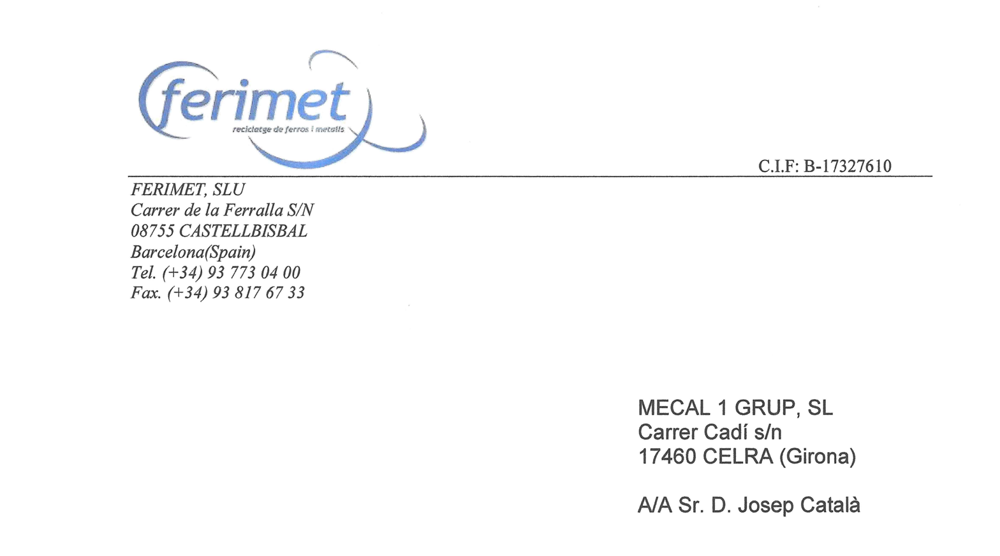 ferimet
reciclatge de ferros i metalls
C.I.F: B-17327610
FERIMET, SLU
Carrer de la Ferralla S/N
08755 CASTELLBISBAL
Barcelona(Spain)
Tel. (+34) 93 773 04 00
Fax. (+34) 93 817 67 33
MECAL 1 GRUP, SL
Carrer Cadí s/n
17460 CELRA (Girona)
A/A Sr. D. Josep Català